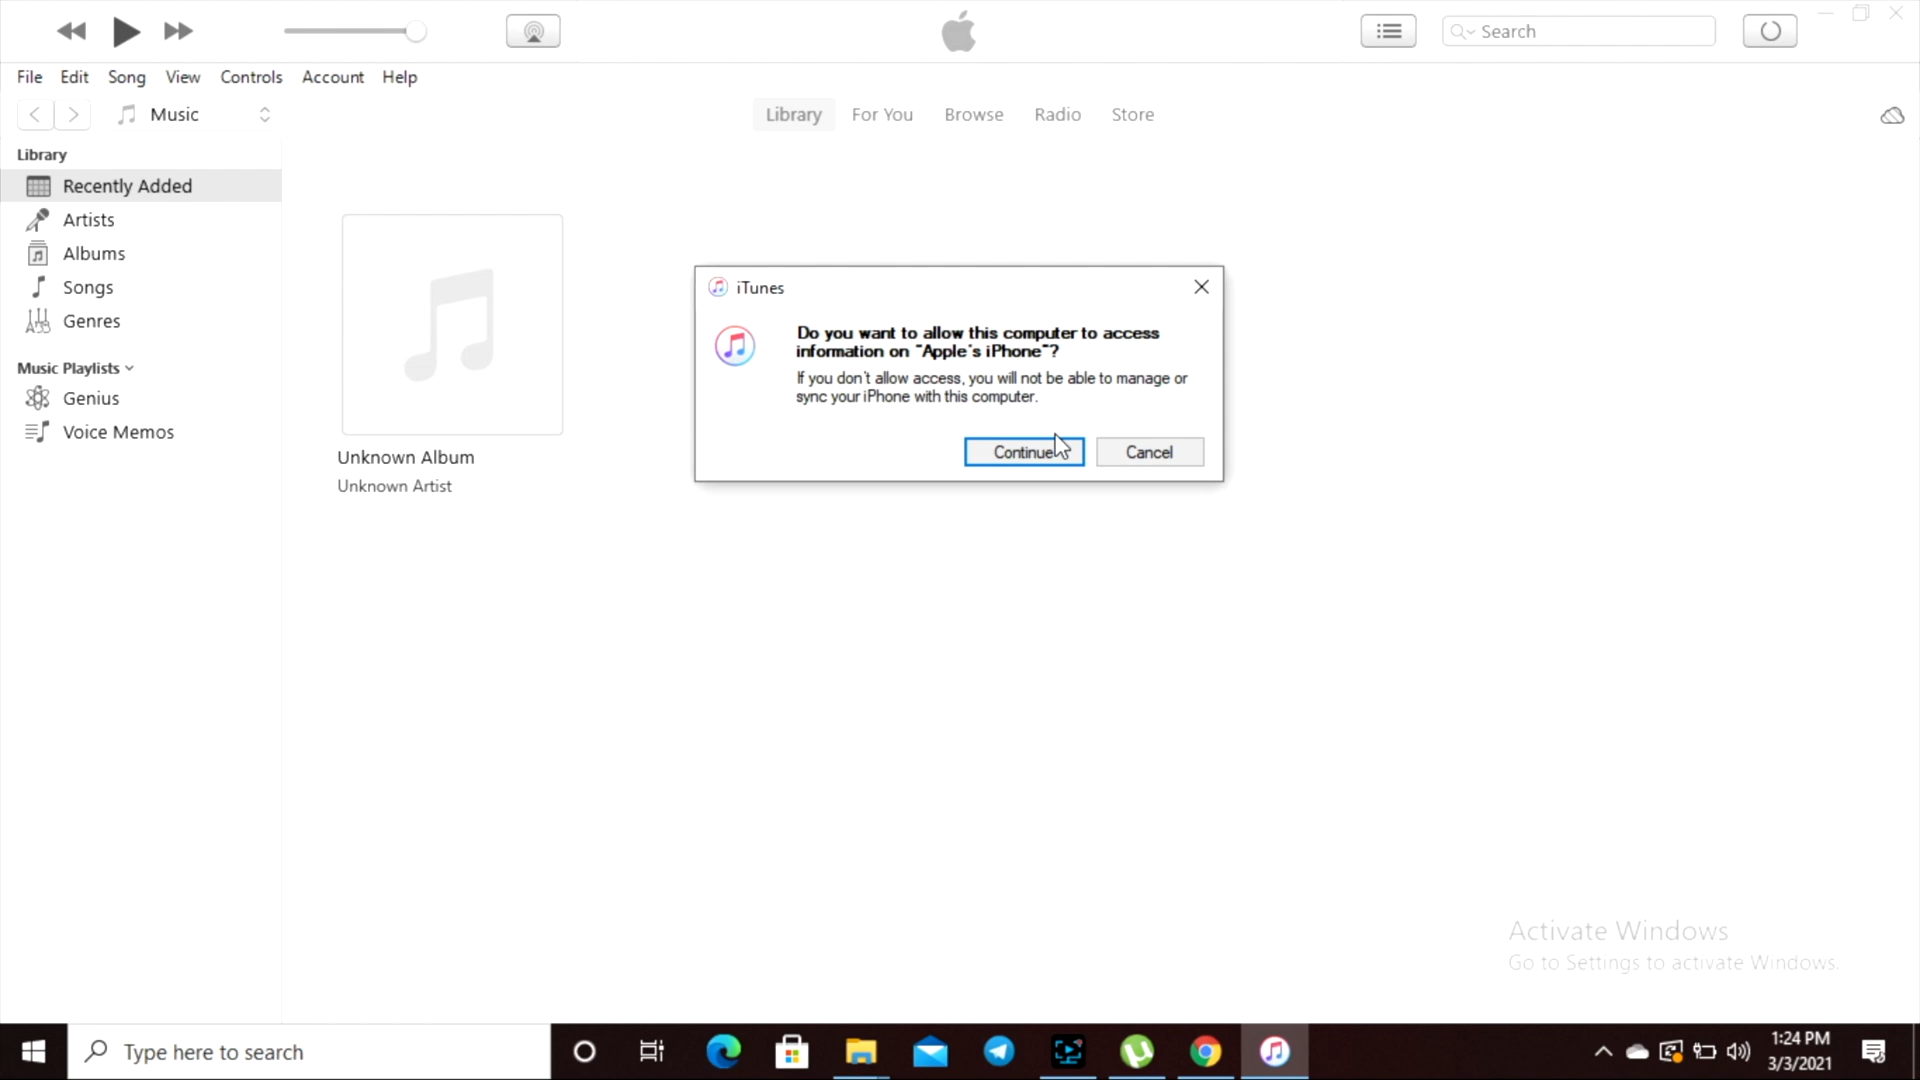 Search
File Edit Song View Controls Account Help
Music
Library For You Browse Radio Store
Library
Recently Added
Artists
Albums
Songs
Genres
Music Playlists
Genius
Voice Memos
Unknown Album
Unknown Artist
iTunes
Do you want to allow this computer to access
information on "Apple's iPhone"?
If you don't allow access, you will not be able to manage or
sync your iPhone with this computer.
Continue Cancel
Activate Windows
Go to Settings to activate Windows.
Type here to search
1:24 PM
3/3/2021